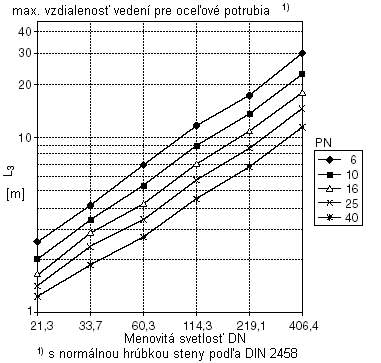 max. vzdialenosť vedení pre oceľové potrubia 1)
40
30
20
10
L3
[m]
1
21,3 33,7 60,3 114,3 219,1 406,4
Menovitá svetlosť DN
1) s normálnou hrúbkou steny podľa DIN 2458
PN
6
10
16
25
40